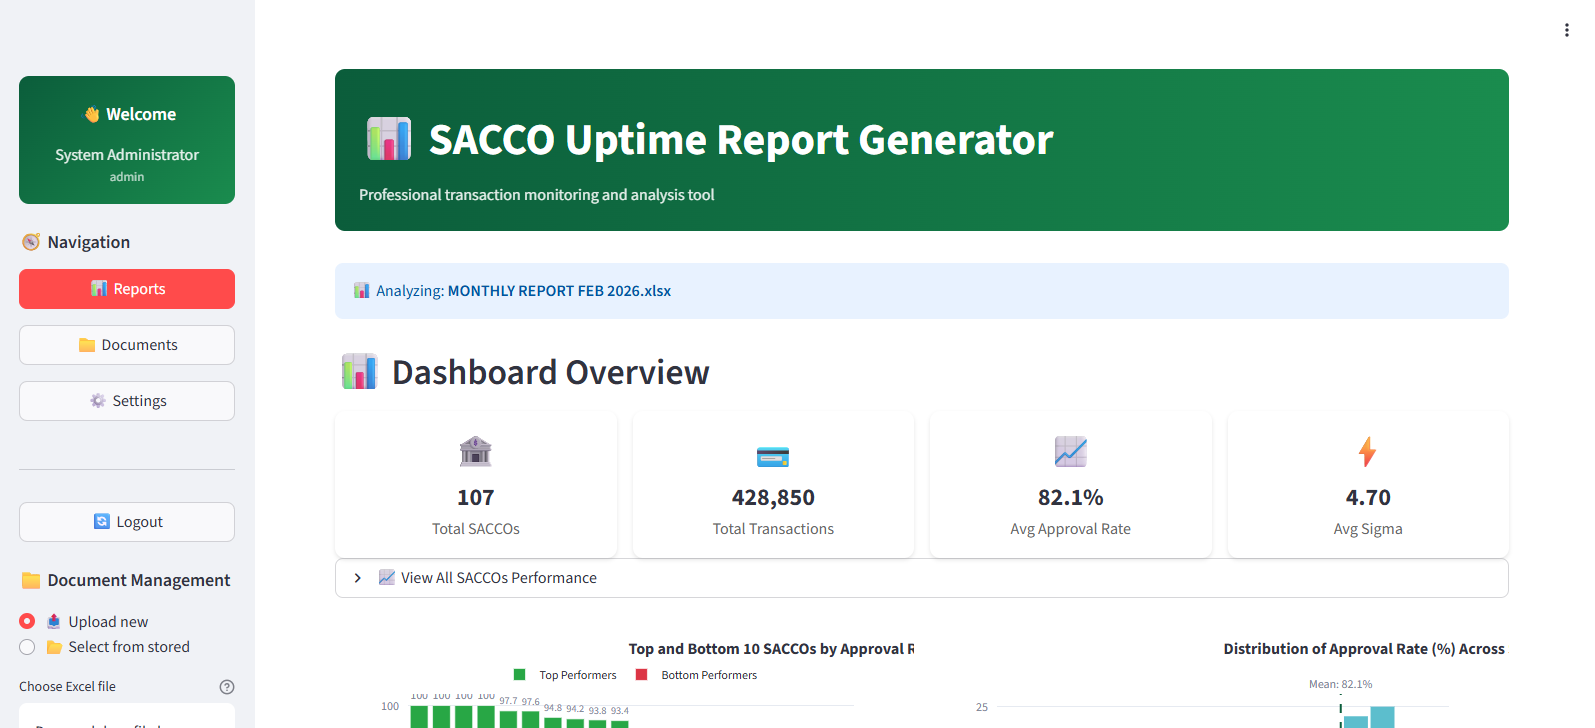 Welcome
System Administrator
admin
Navigation
Reports
Documents
Settings
Logout
Document Management
Upload new
Select from stored
Choose Excel file
SACCO Uptime Report Generator
Professional transaction monitoring and analysis tool
Analyzing: MONTHLY REPORT FEB 2026.xlsx
Dashboard Overview
107
Total SACCOs
428,850
Total Transactions
82.1%
Avg Approval Rate
4.70
Avg Sigma
View All SACCOs Performance
Top and Bottom 10 SACCOs by Approval R
Top Performers Bottom Performers
100 100 100 100 97.7 97.6 94.8 94.2 93.8 93.4
100
Distribution of Approval Rate (%) Across
Mean: 82.1%
25